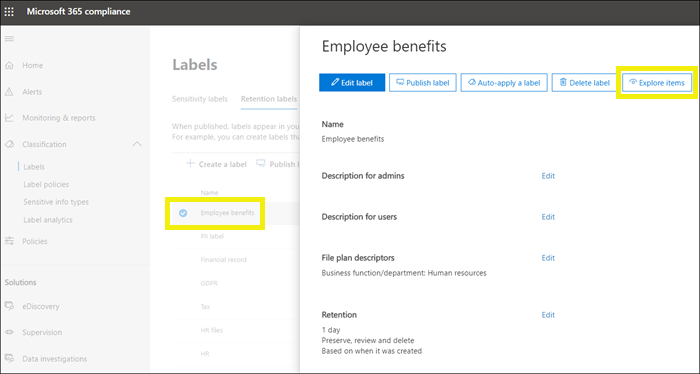 Microsoft 365 compliance
Home
Alerts
Monitoring & reports
Classification
Labels
Label policies
Sensitive info types
Label analytics
Policies
Solutions
eDiscovery
Supervision
Data investigations
Labels
Sensitivity labels
Retention labels
When published, labels appear in you
For example, you can create labels tha
Create a label
Publish l
Name
Employee benefits
PII label
Financial record
GDPR
Tax
HR files
HR
Employee benefits
Edit label
Publish label
Auto-apply a label
Delete label
Explore items
Name
Employee benefits
Description for admins
Edit
Description for users
Edit
File plan descriptors
Edit
Business function/department: Human resources
Retention
Edit
1 day
Preserve, review and delete
Based on when it was created